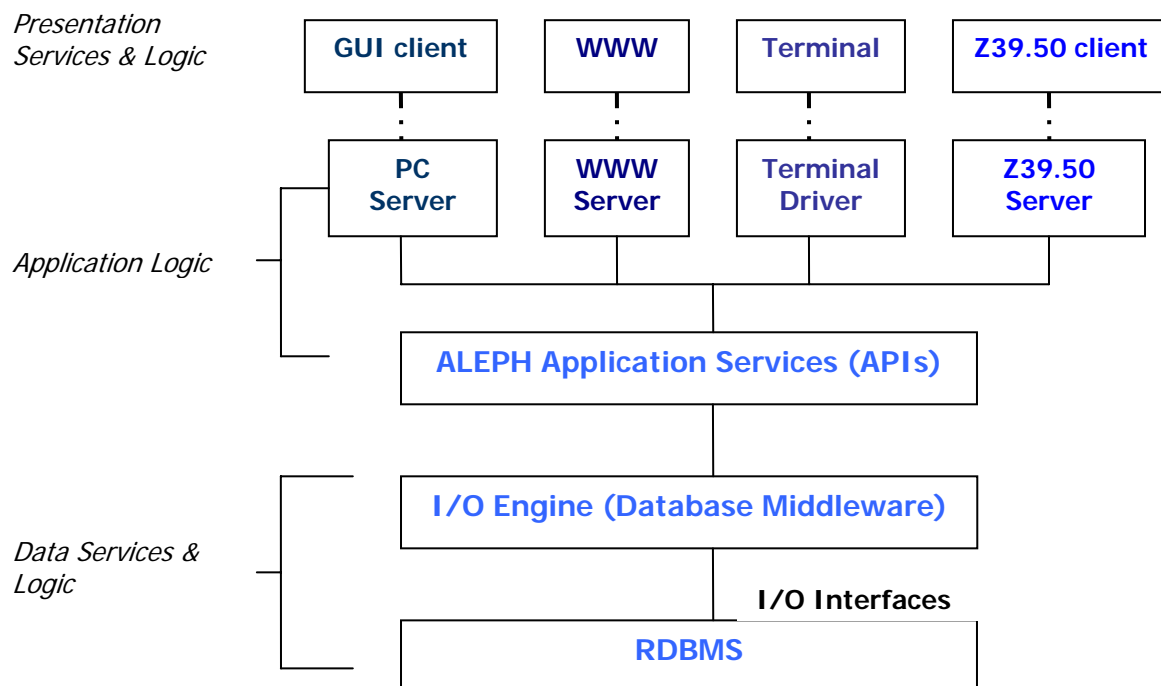 Presentation
Services & Logic
GUI client
WWW
Terminal
Z39.50 client
PC
Server
WWW
Server
Terminal
Driver
Z39.50
Server
Application Logic
ALEPH Application Services (APIs)
I/O Engine (Database Middleware)
Data Services &
Logic
I/O Interfaces
RDBMS